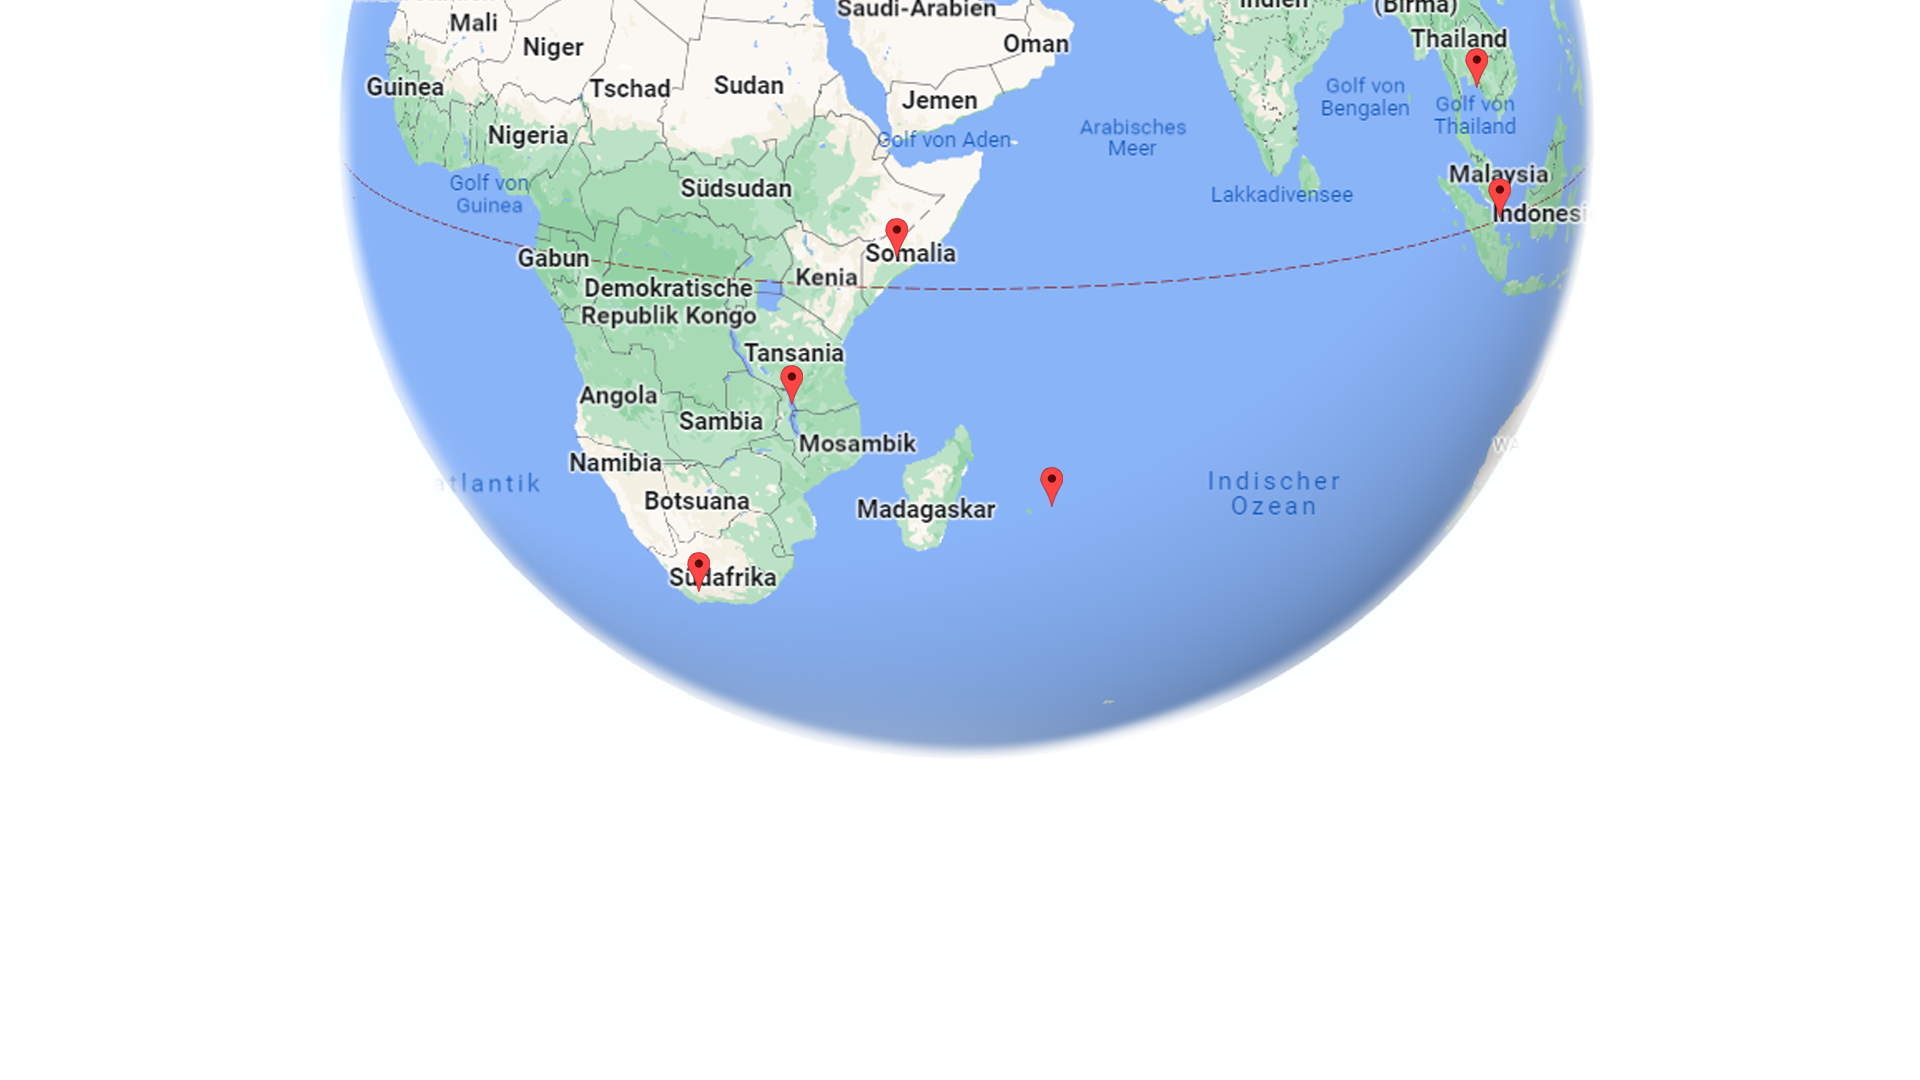 Saudi-Arabien
Indien
(Birma)
Mali
Niger
Oman
Thailand
Guinea
Tschad
Sudan
Jemen
Golf von
Bengalen
Golf von
Thailand
Nigeria
Golf von Aden
Arabisches
Meer
Golf von
Guinea
Südsudan
Lakkadivensee
Malaysia
Indonesi
Gabun
Somalia
Kenia
Demokratische
Republik Kongo
Tansania
Angola
Sambia
Mosambik
Namibia
atlantik
Botsuana
Madagaskar
Indischer
Ozean
Südafrika